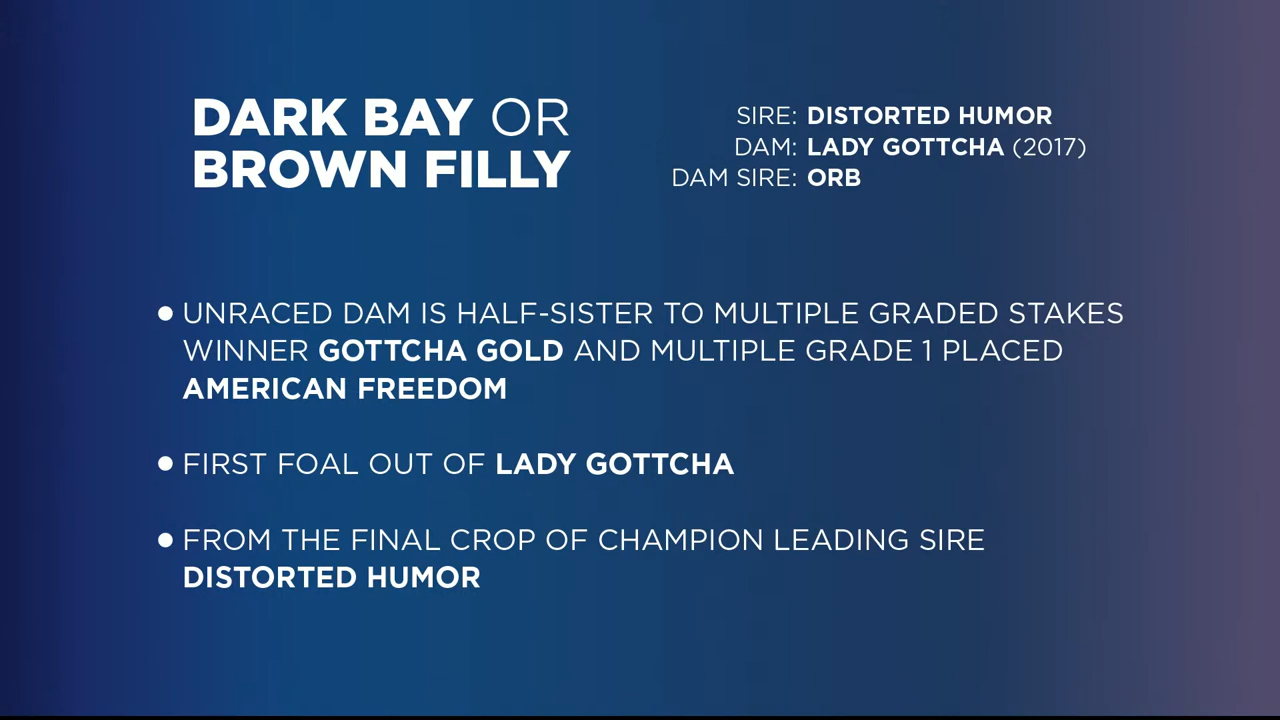 DARK BAY OR
BROWN FILLY
SIRE: DISTORTED HUMOR
DAM: LADY GOTTCHA (2017)
DAM SIRE: ORB
● UNRACED DAM IS HALF-SISTER TO MULTIPLE GRADED STAKES
WINNER GOTTCHA GOLD AND MULTIPLE GRADE 1 PLACED
AMERICAN FREEDOM
● FIRST FOAL OUT OF LADY GOTTCHA
● FROM THE FINAL CROP OF CHAMPION LEADING SIRE
DISTORTED HUMOR